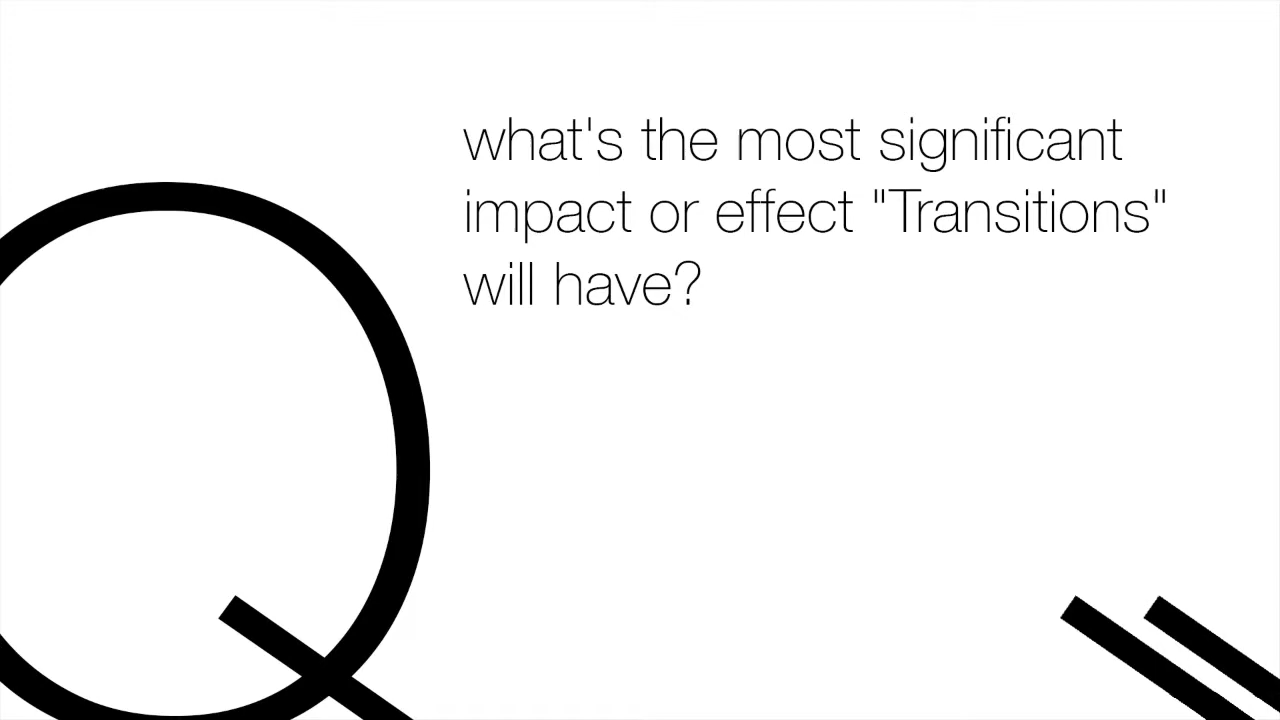 what's the most significant
impact or effect "Transitions"
will have?
Q